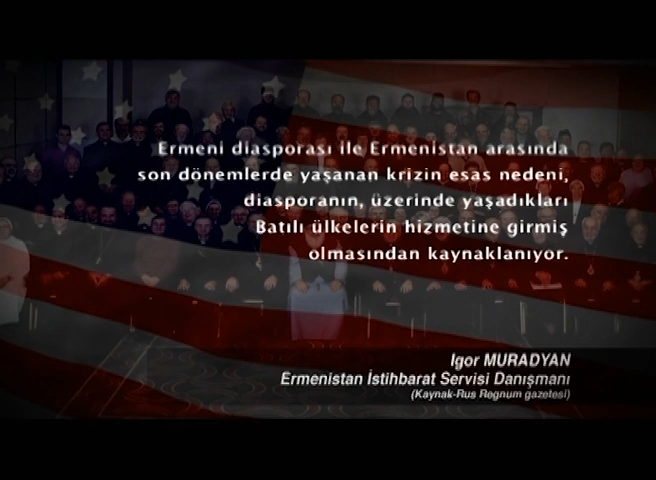 Ermeni diasporası ile Ermenistan arasında
son dönemlerde yaşanan krizin esas nedeni,
diasporanın, üzerinde yaşadıkları
Batılı ülkelerin hizmetine girmiş
olmasından kaynaklanıyor.
Igor MURADYAN
Ermenistan İstihbarat Servisi Danışmanı
(Kaynak-Rus Regnum gazetesi)